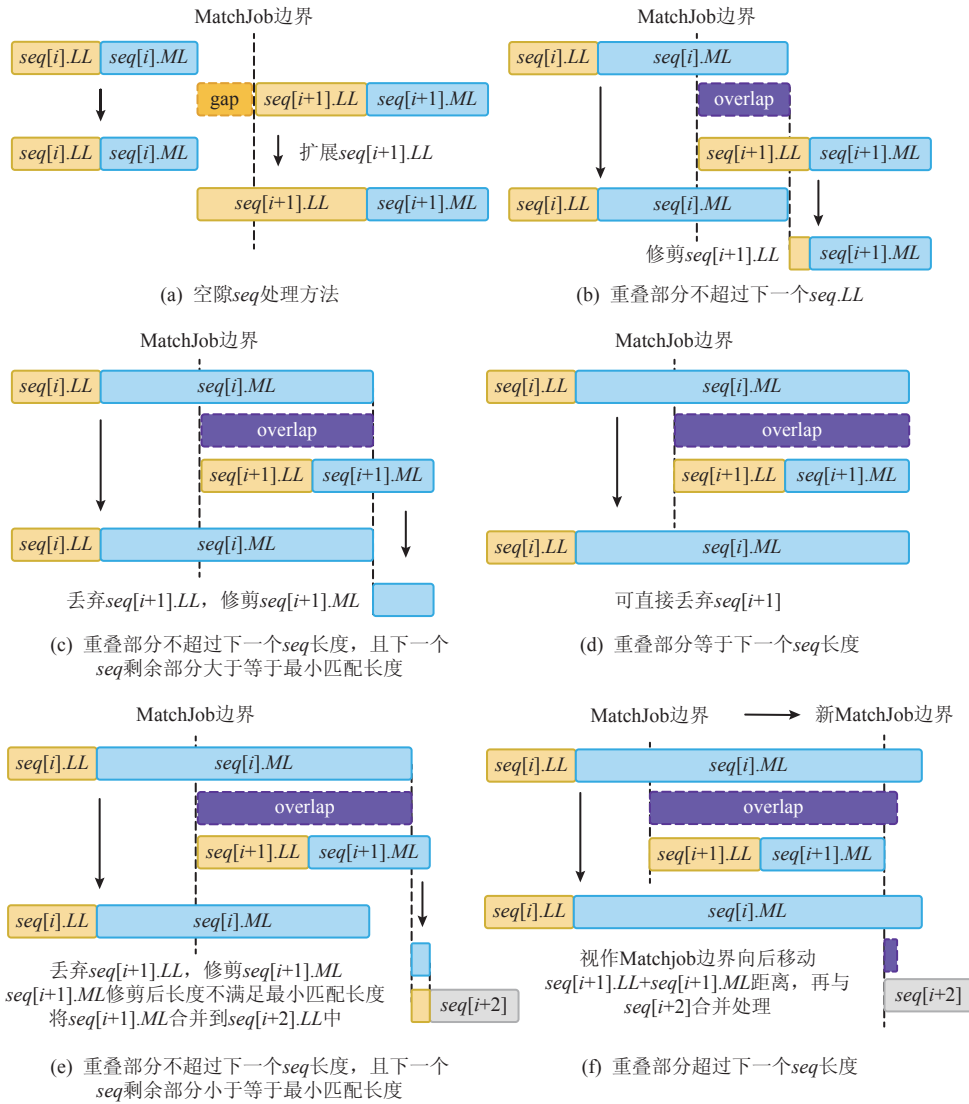 MatchJob边界
seq[i].LL seq[i].ML
gap seq[i+1].LL seq[i+1].ML
seq[i].LL seq[i].ML
扩展seq[i+1].LL
seq[i+1].LL seq[i+1].ML
(a) 空隙seq处理方法
MatchJob边界
seq[i].LL seq[i].ML
overlap
seq[i+1].LL seq[i+1].ML
seq[i].LL seq[i].ML
修剪seq[i+1].LL seq[i+1].ML
(b) 重叠部分不超过下一个seq.LL
MatchJob边界
seq[i].LL seq[i].ML
overlap
seq[i+1].LL seq[i+1].ML
seq[i].LL seq[i].ML
丢弃seq[i+1].LL，修剪seq[i+1].ML
(c) 重叠部分不超过下一个seq长度，且下一个
seq剩余部分大于等于最小匹配长度
MatchJob边界
seq[i].LL seq[i].ML
overlap
seq[i+1].LL seq[i+1].ML
seq[i].LL seq[i].ML
可直接丢弃seq[i+1]
(d) 重叠部分等于下一个seq长度
MatchJob边界
seq[i].LL seq[i].ML
overlap
seq[i+1].LL seq[i+1].ML
seq[i].LL seq[i].ML
丢弃seq[i+1].LL，修剪seq[i+1].ML
seq[i+1].ML修剪后长度不满足最小匹配长度
将seq[i+1].ML合并到seq[i+2].LL中
seq[i+2]
(e) 重叠部分不超过下一个seq长度，且下一个
seq剩余部分小于等于最小匹配长度
MatchJob边界 新MatchJob边界
seq[i].LL seq[i].ML
overlap
seq[i+1].LL seq[i+1].ML
seq[i].LL seq[i].ML
视作Matchjob边界向后移动
seq[i+1].LL+seq[i+1].ML距离，再与
seq[i+2]合并处理
seq[i+2]
(f) 重叠部分超过下一个seq长度